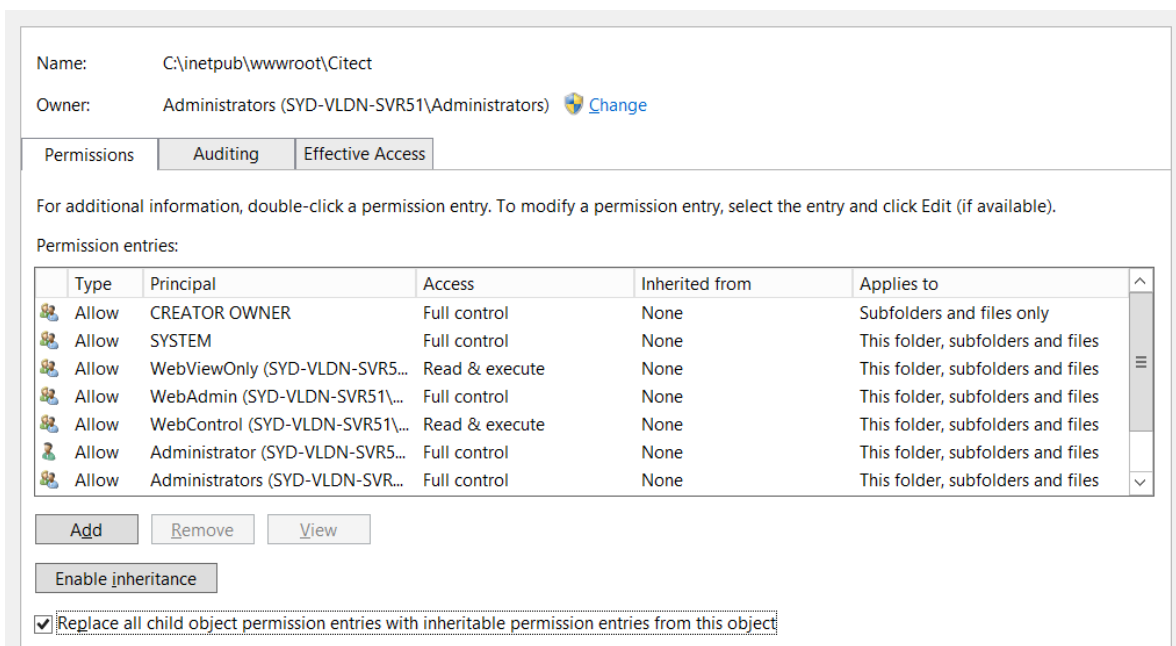 Name: C:\inetpub\wwwroot\Citect
Owner: Administrators (SYD-VLDN-SVR51\Administrators) Change
Permissions Auditing Effective Access
For additional information, double-click a permission entry. To modify a permission entry, select the entry and click Edit (if available).
Permission entries:
Type Principal Access Inherited from Applies to
Allow CREATOR OWNER Full control None Subfolders and files only
Allow SYSTEM Full control None This folder, subfolders and files
Allow WebViewOnly (SYD-VLDN-SVR5... Read & execute None This folder, subfolders and files
Allow WebAdmin (SYD-VLDN-SVR51\... Full control None This folder, subfolders and files
Allow WebControl (SYD-VLDN-SVR51\... Read & execute None This folder, subfolders and files
Allow Administrator (SYD-VLDN-SVR5... Full control None This folder, subfolders and files
Allow Administrators (SYD-VLDN-SVR... Full control None This folder, subfolders and files
Add Remove View
Enable inheritance
Replace all child object permission entries with inheritable permission entries from this object